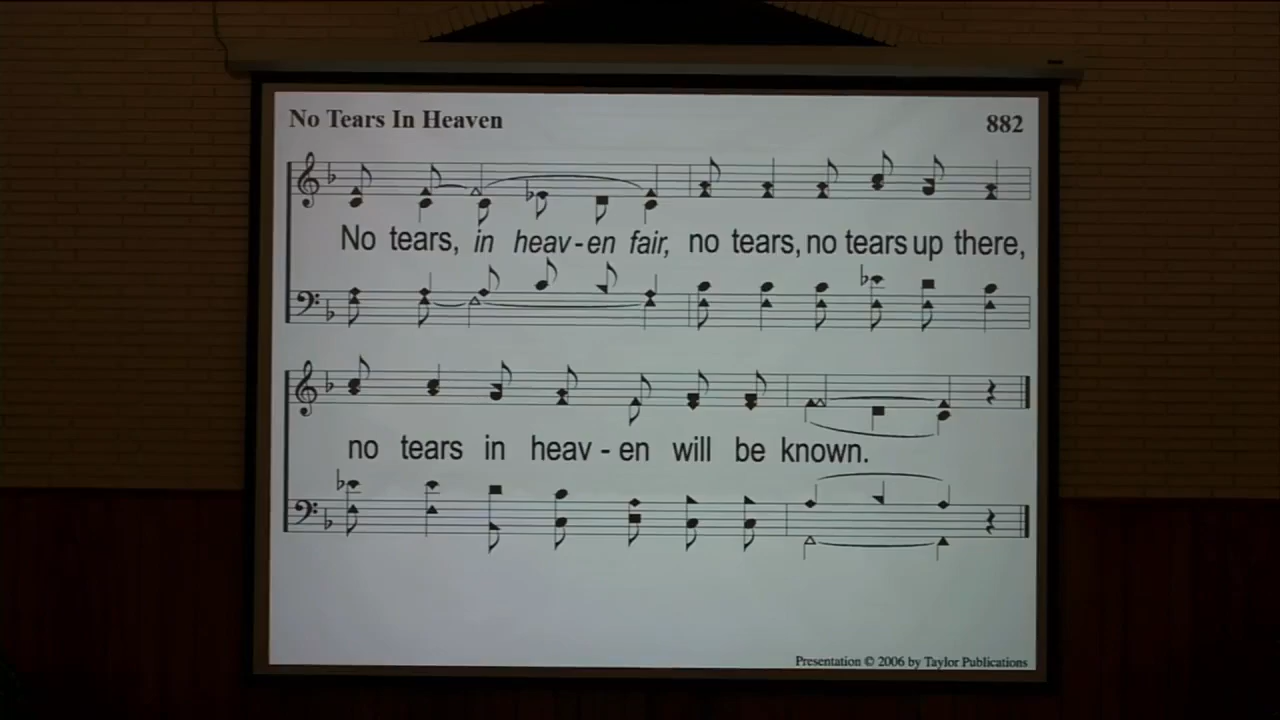 No Tears In Heaven
882
No tears, in heav-en fair, no tears, no tears up there,
no tears in heav-en will be known.
Presentation © 2006 by Taylor Publications